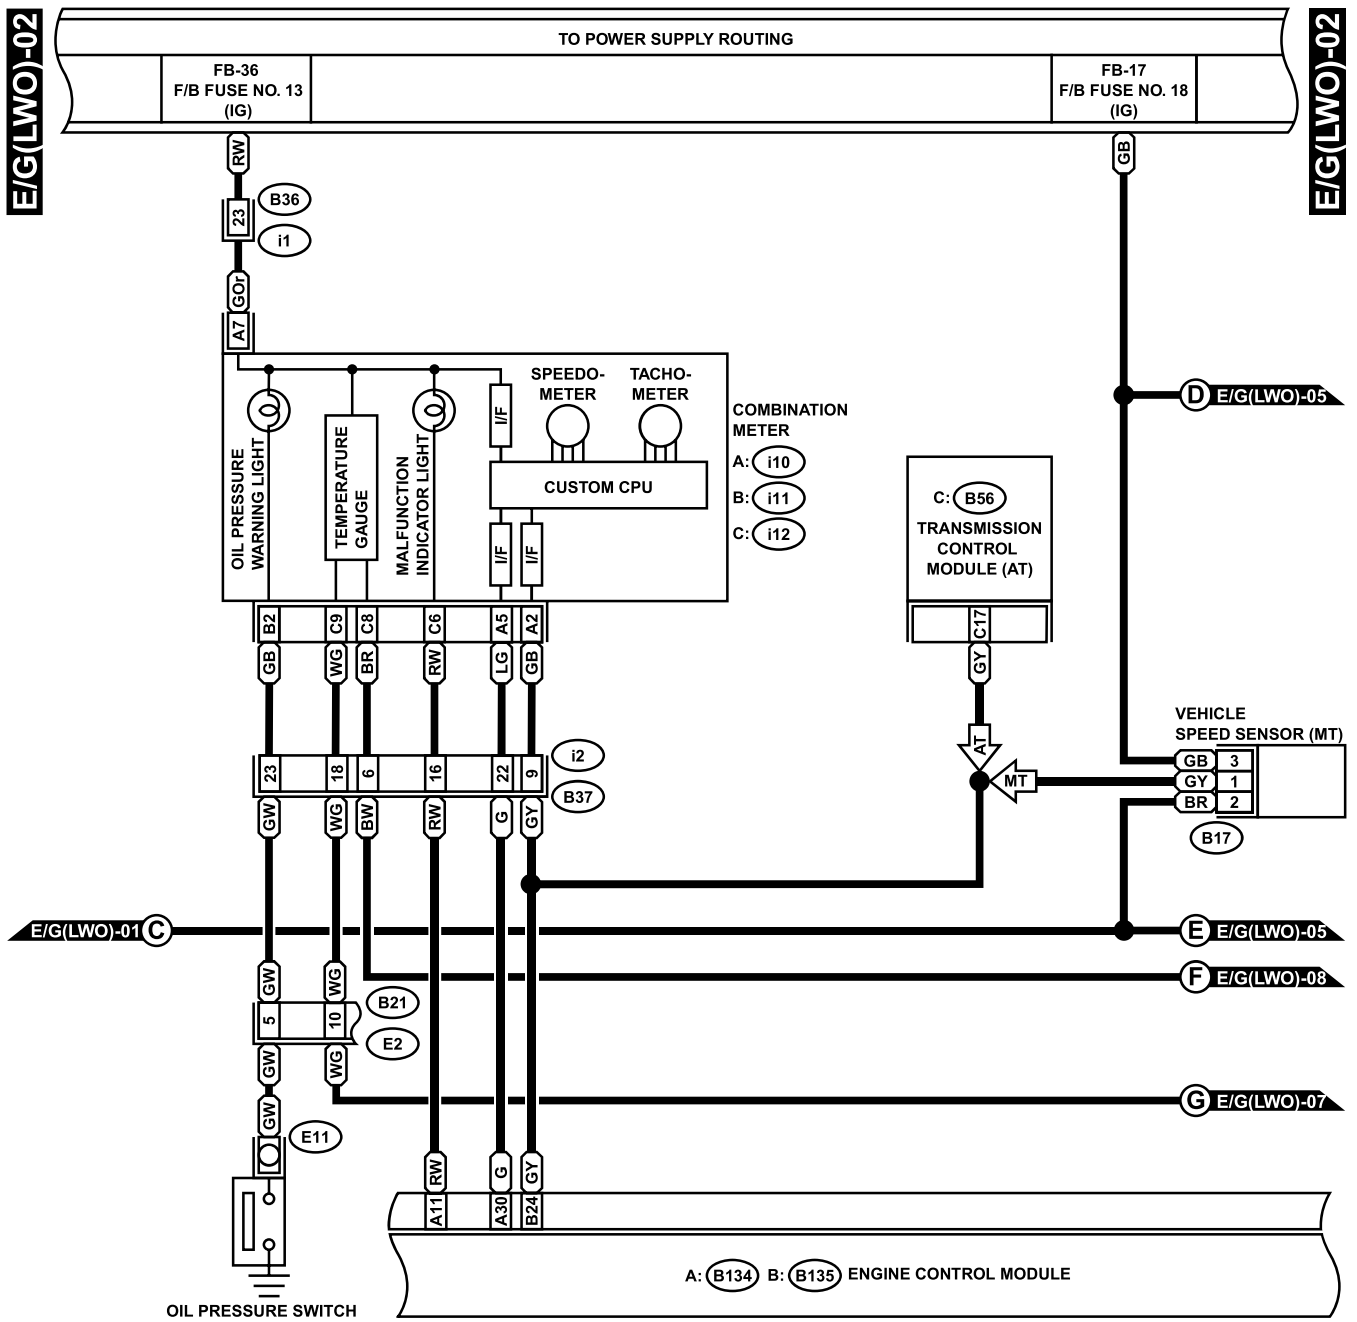 E/G(LWO)-02
E/G(LWO)-02
TO POWER SUPPLY ROUTING
FB-36
F/B FUSE NO. 13
(IG)
FB-17
F/B FUSE NO. 18
(IG)
RW
GB
23
B36
i1
GOr
A7
SPEEDO-
METER
TACHO-
METER
I/F
COMBINATION
METER
A: i10
B: i11
C: i12
OIL PRESSURE
WARNING LIGHT
TEMPERATURE
GAUGE
MALFUNCTION
INDICATOR LIGHT
CUSTOM CPU
I/F
I/F
D E/G(LWO)-05
C: B56
TRANSMISSION
CONTROL
MODULE (AT)
B2 C9 C8 C6 A5 A2
C17
GB WG BR RW LG GB
GY
AT
MT
VEHICLE
SPEED SENSOR (MT)
GB 3
GY 1
BR 2
B17
23 18 6 16 22 9
i2
B37
GW WG BW RW G GY
E/G(LWO)-01 C
E E/G(LWO)-05
F E/G(LWO)-08
GW WG
5 10
B21
E2
GW WG
G E/G(LWO)-07
GW
E11
RW G GY
A11 A30 B24
A: B134 B: B135 ENGINE CONTROL MODULE
OIL PRESSURE SWITCH